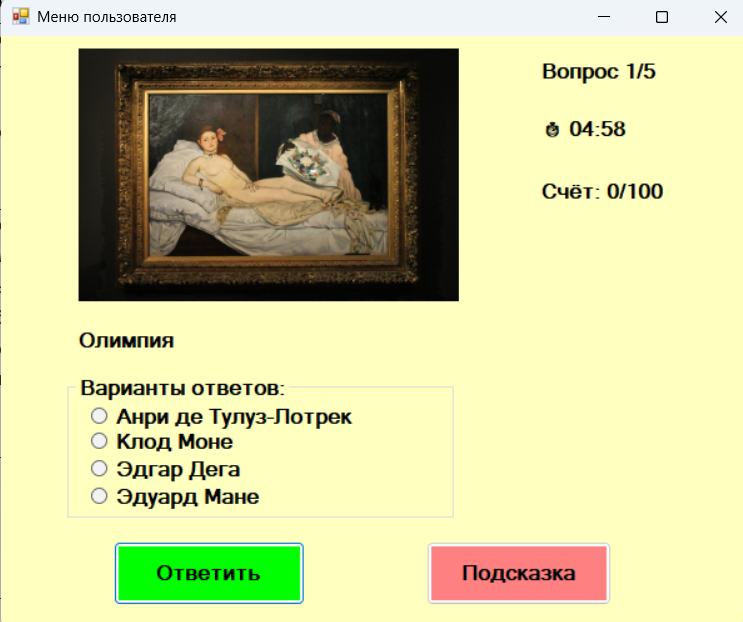 Меню пользователя
Вопрос 1/5
04:58
Счёт: 0/100
Олимпия
Варианты ответов:
Анри де Тулуз-Лотрек
Клод Моне
Эдгар Дега
Эдуард Мане
Ответить
Подсказка